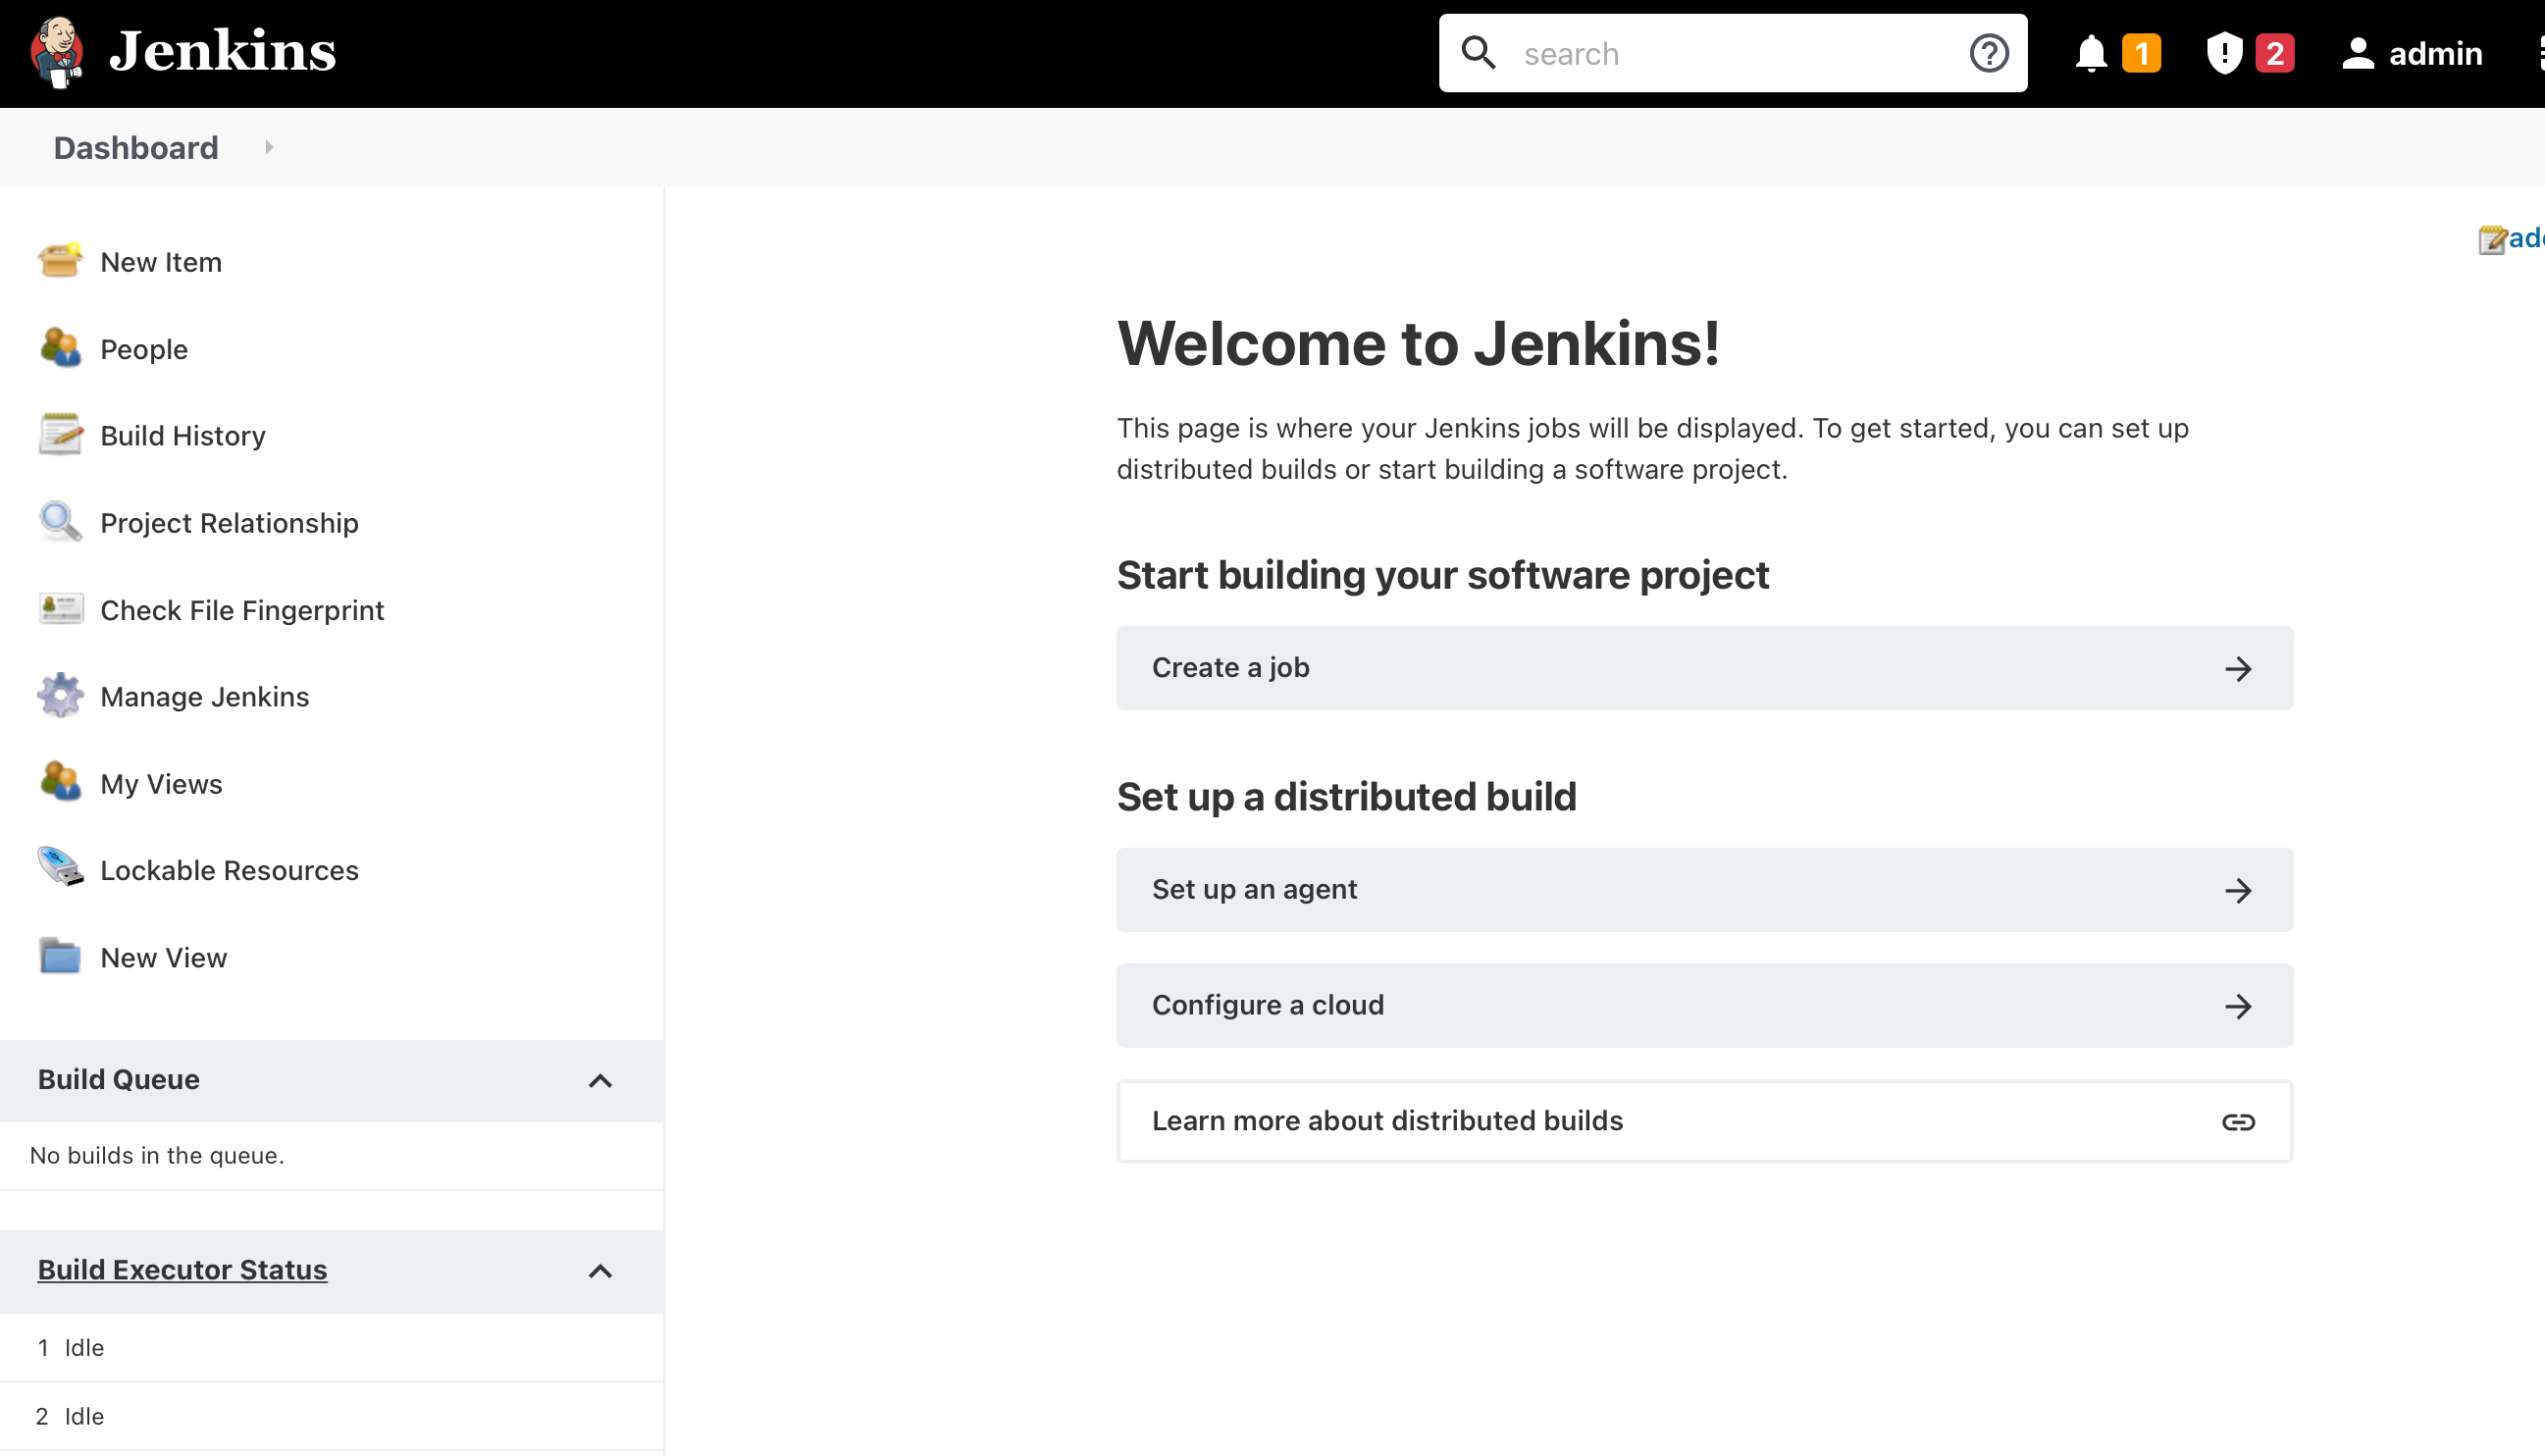 Jenkins
search
1
2
admin
Dashboard
New Item
People
Build History
Project Relationship
Check File Fingerprint
Manage Jenkins
My Views
Lockable Resources
New View
Build Queue
No builds in the queue.
Build Executor Status
1 Idle
2 Idle
Welcome to Jenkins!
This page is where your Jenkins jobs will be displayed. To get started, you can set up
distributed builds or start building a software project.
Start building your software project
Create a job
Set up a distributed build
Set up an agent
Configure a cloud
Learn more about distributed builds